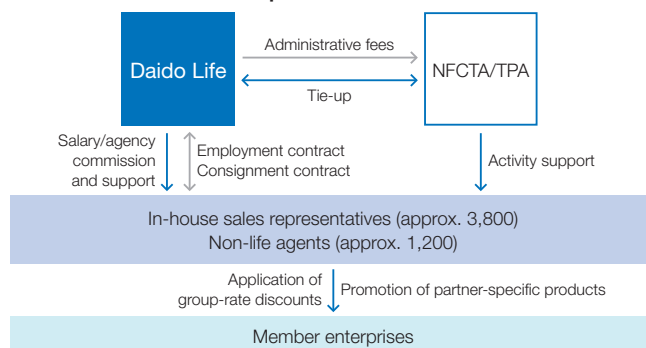 Administrative fees
Daido Life
NFCTA/TPA
Tie-up
Salary/agency
commission
and support
Employment contract
Consignment contract
Activity support
In-house sales representatives (approx. 3,800)
Non-life agents (approx. 1,200)
Application of
group-rate discounts
Promotion of partner-specific products
Member enterprises